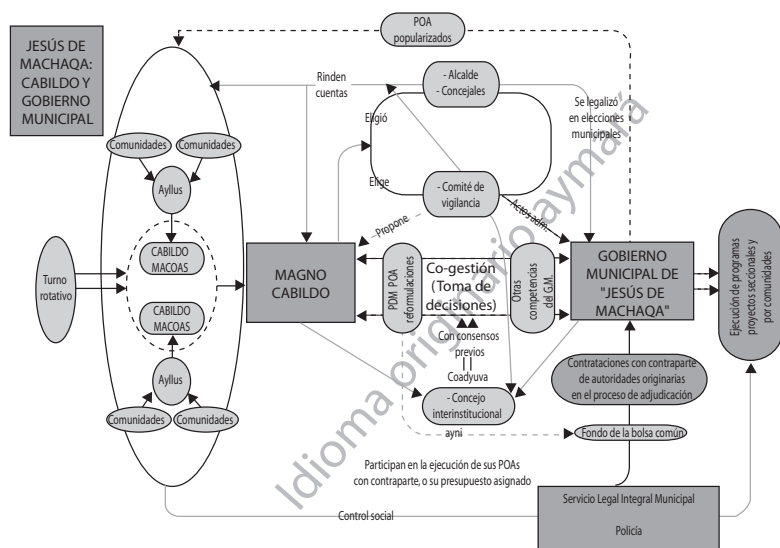 JESÚS DE
MACHAQA:
CABILDO Y
GOBIERNO
MUNICIPAL
POA
popularizados
Rinden
cuentas
- Alcalde
- Concejales
Se legalizó
en elecciones
municipales
Eligió
Elige
- Comité de
vigilancia
Propone
Actos adm.
Comunidades
Comunidades
Ayllus
CABILDO
MACOAS
Turno
rotativo
CABILDO
MACOAS
Ayllus
Comunidades
Comunidades
MAGNO
CABILDO
PDM POA
reformulaciones
Co-gestión
(Toma de
decisiones)
Otras
competencias
del G.M.
GOBIERNO
MUNICIPAL DE
"JESÚS DE
MACHAQA"
Ejecución de programas
proyectos seccionales y
por comunidades
Con consensos
previos
Coadyuva
- Concejo
interinstitucional
ayni
Contrataciones con contraparte
de autoridades originarias
en el proceso de adjudicación
Fondo de la bolsa común
Participan en la ejecución de sus POAs
con contraparte, o su presupuesto asignado
Control social
Servicio Legal Integral Municipal
Policía
Idioma originario aymará